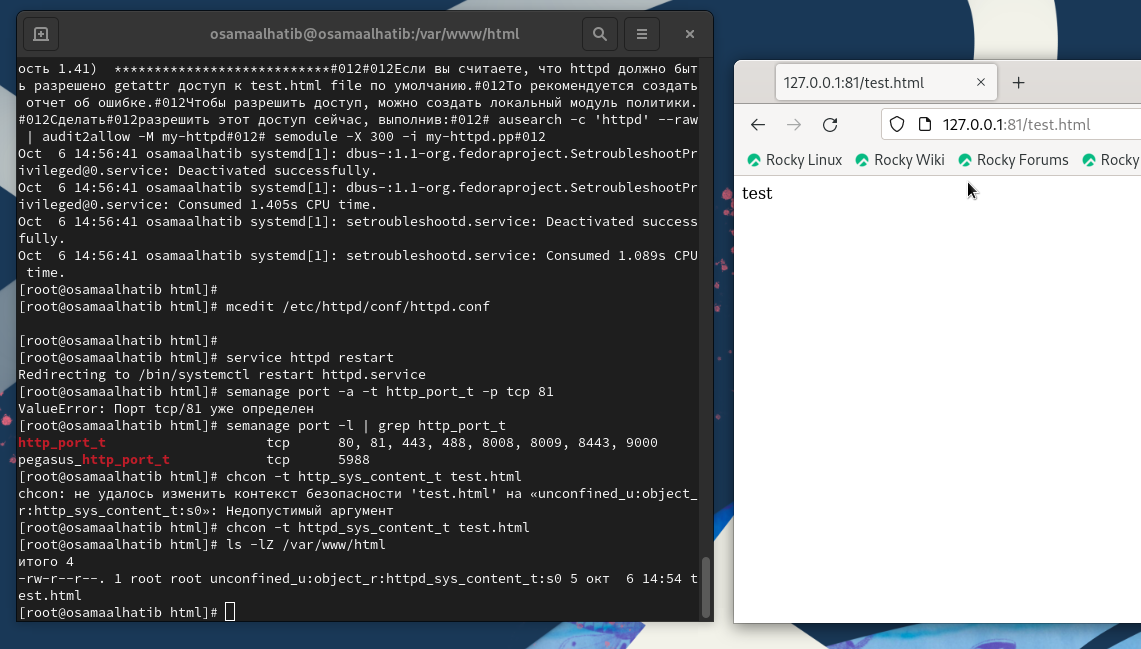 osamaalhatib@osamaalhatib:/var/www/html
ость 1.41)  ***************************#012#012Если вы считаете, что httpd должно быт
ь разрешено getattr доступ к test.html file по умолчанию.#012То рекомендуется создать
 отчет об ошибке.#012Чтобы разрешить доступ, можно создать локальный модуль политики.
#012Сделать#012разрешить этот доступ сейчас, выполнив:#012# ausearch -c 'httpd' --raw
 | audit2allow -M my-httpd#012# semodule -X 300 -i my-httpd.pp#012
Oct  6 14:56:41 osamaalhatib systemd[1]: dbus-:1.1-org.fedoraproject.SetroubleshootPr
ivileged@0.service: Deactivated successfully.
Oct  6 14:56:41 osamaalhatib systemd[1]: dbus-:1.1-org.fedoraproject.SetroubleshootPr
ivileged@0.service: Consumed 1.405s CPU time.
Oct  6 14:56:41 osamaalhatib systemd[1]: setroubleshootd.service: Deactivated success
fully.
Oct  6 14:56:41 osamaalhatib systemd[1]: setroubleshootd.service: Consumed 1.089s CPU
 time.
[root@osamaalhatib html]#
[root@osamaalhatib html]# mcedit /etc/httpd/conf/httpd.conf
[root@osamaalhatib html]#
[root@osamaalhatib html]# service httpd restart
Redirecting to /bin/systemctl restart httpd.service
[root@osamaalhatib html]# semanage port -a -t http_port_t -p tcp 81
ValueError: Порт tcp/81 уже определен
[root@osamaalhatib html]# semanage port -l | grep http_port_t
http_port_t                    tcp      80, 81, 443, 488, 8008, 8009, 8443, 9000
pegasus_http_port_t            tcp      5988
[root@osamaalhatib html]# chcon -t http_sys_content_t test.html
chcon: не удалось изменить контекст безопасности 'test.html' на «unconfined_u:object_
r:http_sys_content_t:s0»: Недопустимый аргумент
[root@osamaalhatib html]# chcon -t httpd_sys_content_t test.html
[root@osamaalhatib html]# ls -lZ /var/www/html
итого 4
-rw-r--r--. 1 root root unconfined_u:object_r:httpd_sys_content_t:s0 5 окт  6 14:54 t
est.html
[root@osamaalhatib html]#
127.0.0.1:81/test.html
127.0.0.1:81/test.html
Rocky Linux Rocky Wiki Rocky Forums Rocky
test